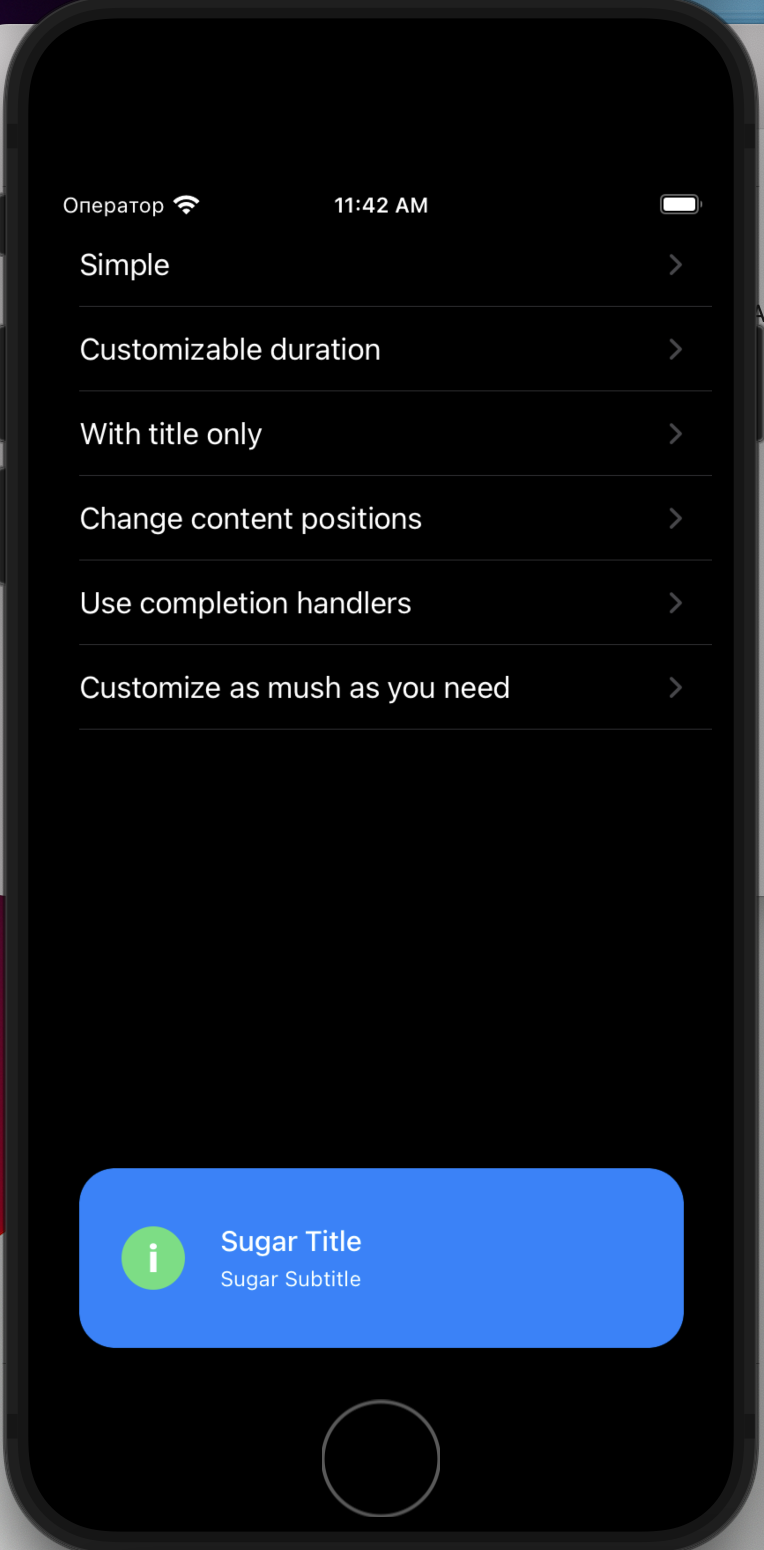 Оператор 11:42 AM
Simple
Customizable duration
With title only
Change content positions
Use completion handlers
Customize as mush as you need
i
Sugar Title
Sugar Subtitle